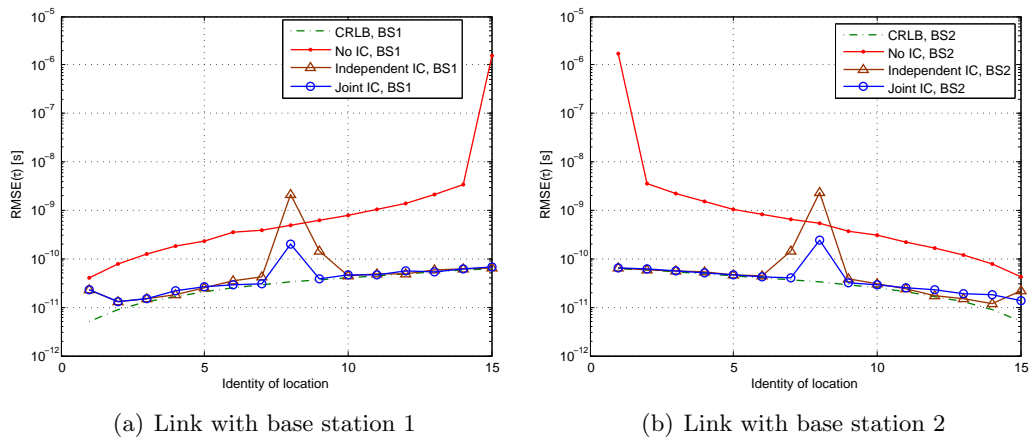 10⁻⁵
10⁻⁶
10⁻⁷
10⁻⁸
10⁻⁹
10⁻¹⁰
10⁻¹¹
10⁻¹²
RMSE(τ) [s]
CRLB, BS1
No IC, BS1
Independent IC, BS1
Joint IC, BS1
0 5 10 15
Identity of location
(a) Link with base station 1
10⁻⁵
10⁻⁶
10⁻⁷
10⁻⁸
10⁻⁹
10⁻¹⁰
10⁻¹¹
10⁻¹²
RMSE(τ) [s]
CRLB, BS2
No IC, BS2
Independent IC, BS2
Joint IC, BS2
0 5 10 15
Identity of location
(b) Link with base station 2